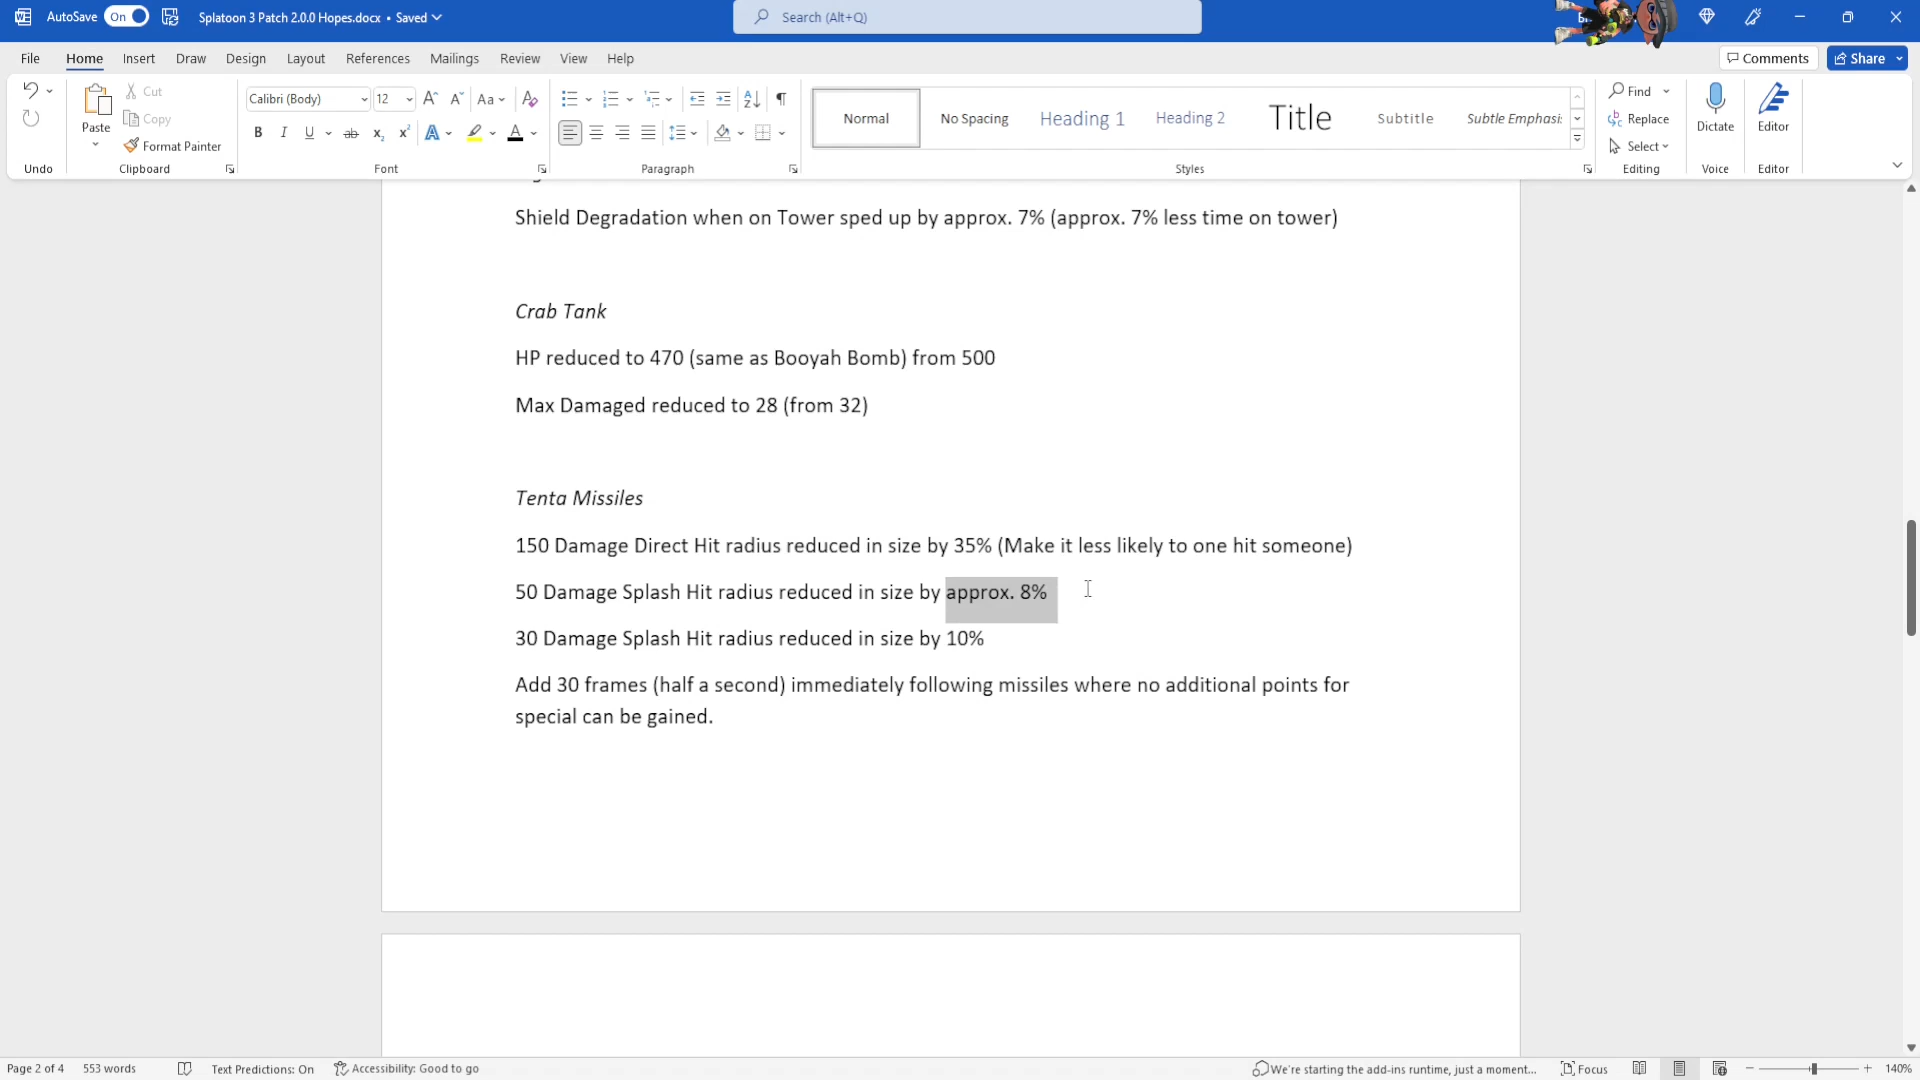 AutoSave On Splatoon 3 Patch 2.0.0 Hopes.docx • Saved Search (Alt+Q)
File Home Insert Draw Design Layout References Mailings Review View Help Comments Share
Paste Cut Copy Format Painter
Calibri (Body) 12 Aa
B I U ab x₂ x² A A
Normal No Spacing Heading 1 Heading 2 Title Subtitle Subtle Emphasi:
Find Replace Select Dictate Editor
Undo Clipboard Font Paragraph Styles Editing Voice Editor
Shield Degradation when on Tower sped up by approx. 7% (approx. 7% less time on tower)
Crab Tank
HP reduced to 470 (same as Booyah Bomb) from 500
Max Damaged reduced to 28 (from 32)
Tenta Missiles
150 Damage Direct Hit radius reduced in size by 35% (Make it less likely to one hit someone)
50 Damage Splash Hit radius reduced in size by approx. 8%
30 Damage Splash Hit radius reduced in size by 10%
Add 30 frames (half a second) immediately following missiles where no additional points for
special can be gained.
Page 2 of 4 553 words Text Predictions: On Accessibility: Good to go We're starting the add-ins runtime, just a moment... Focus 140%